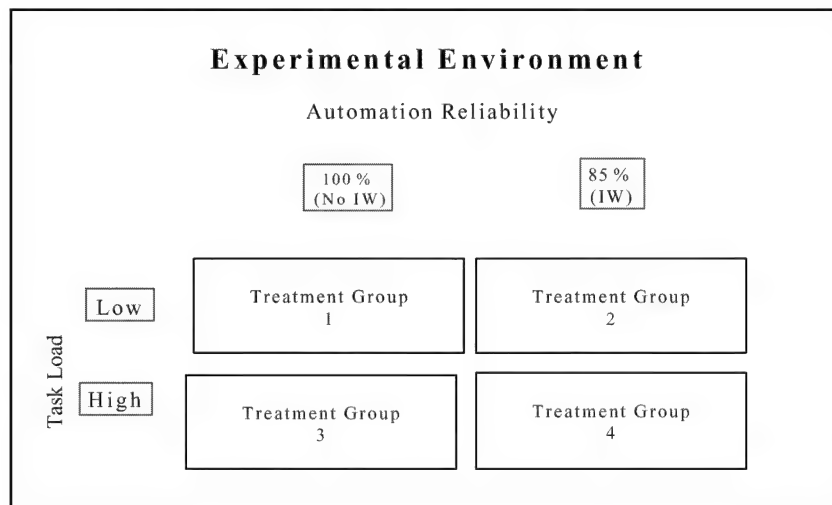 Experimental Environment
Automation Reliability
100%
(No IW)
85%
(IW)
Low
Treatment Group
1
Treatment Group
2
Task Load
High
Treatment Group
3
Treatment Group
4